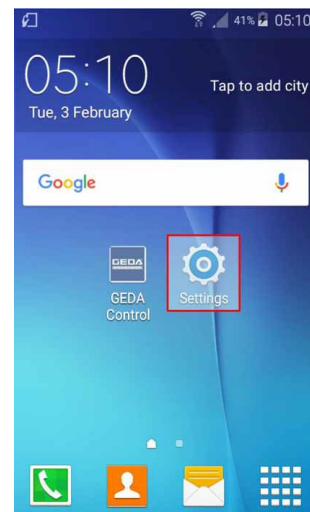 41% 05:10
05:10
Tap to add city
Tue, 3 February
Google
GEDA
GEDA
Control
Settings